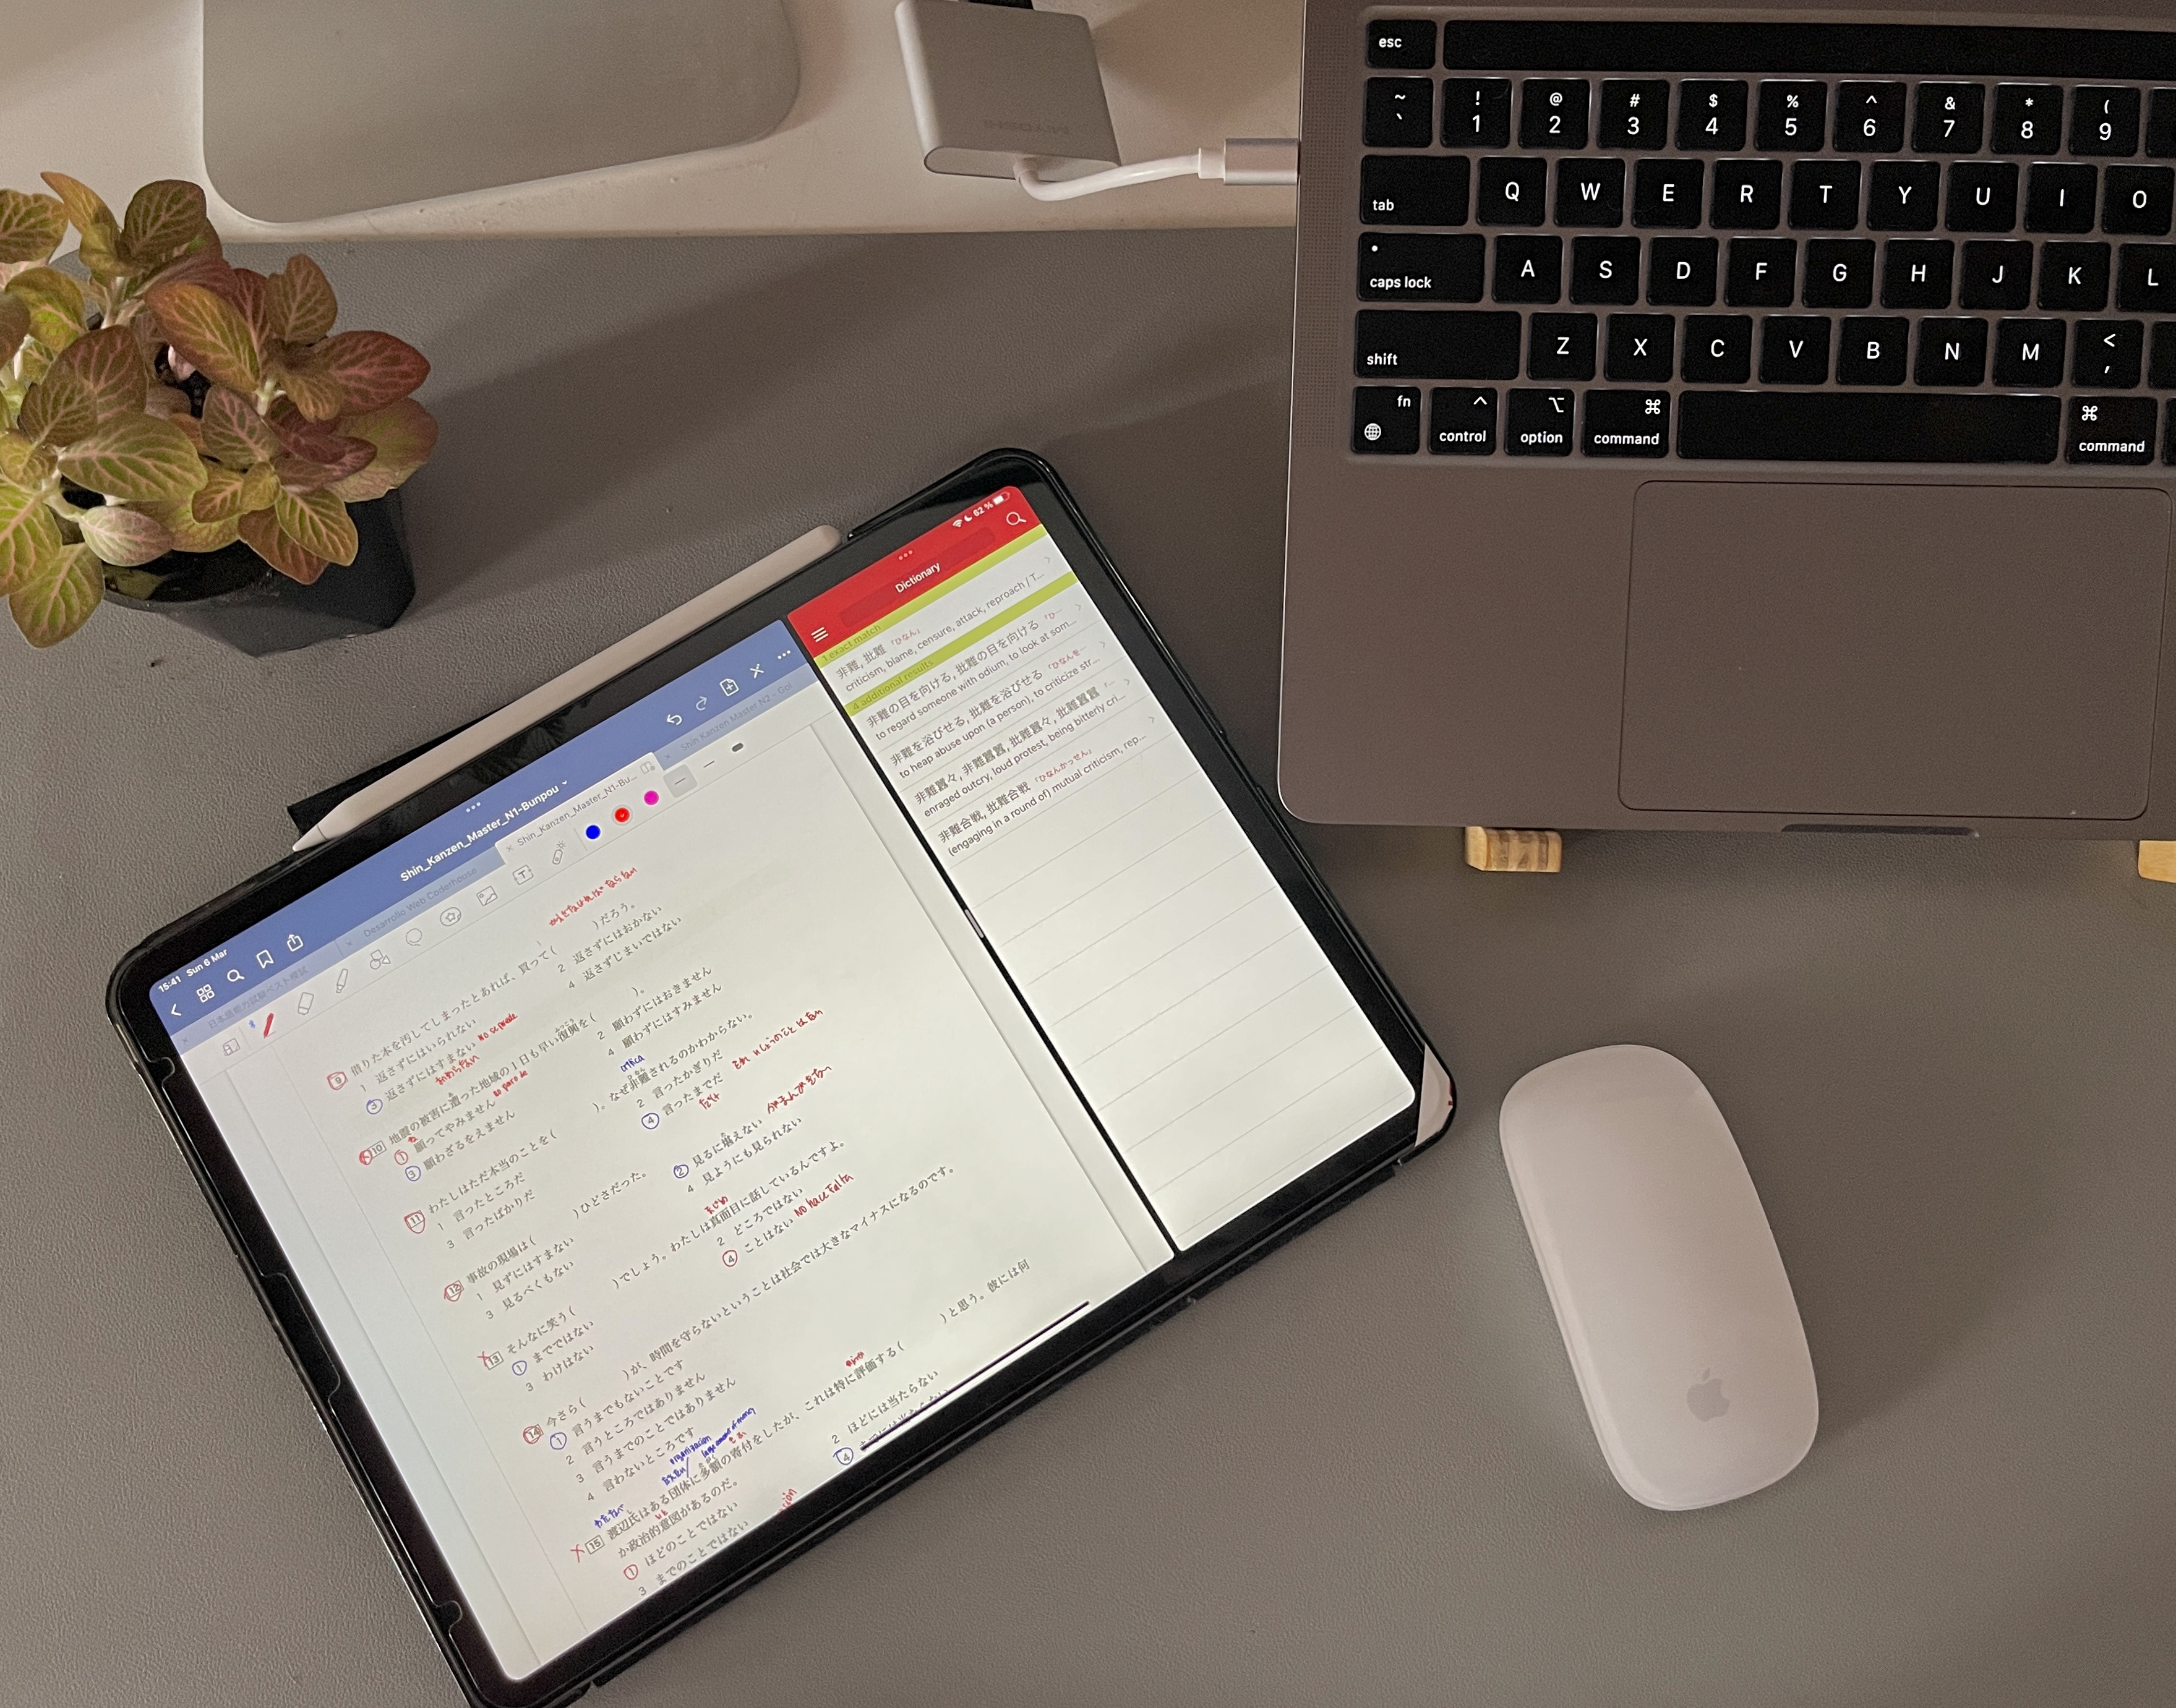 esc
~ ` ! 1 @ 2 # 3 $ 4 % 5 ^ 6 & 7 * 8 ( 9
tab Q W E R T Y U I O
caps lock A S D F G H J K L
shift Z X C V B N M < ,
fn ^ control ⌥ option ⌘ command ⌘ command
15:41 Sun 6 Mar
Shin_Kanzen_Master_N1-Bunpou
日本語能力試験ベスト模試
Desarrollo Web Coderhouse
Shin_Kanzen_Master_N1-Bu...
Shin Kanzen Master N2 - Goi
9 借りた本を汚してしまったとあれば、買って( )だろう。
1 返さずにはいられない 2 返さずにはおかない
3 返さずにはすまない No se puede 4 返さずじまいではない
10 地震の被害に遭った地域の1日も早い復興を( )。
1 願ってやみません no paro de 2 願わずにはおきません
3 願わざるをえません 4 願わずにはすみません
11 わたしはただ本当のことを( )。なぜ非難されるのかわからない。
crítica
1 言ったところだ 2 言ったかぎりだ
3 言ったばかりだ 4 言ったまでだ だけ
12 事故の現場は( )ひどさだった。
1 見ずにはすまない 2 見るに堪えない
3 見るべくもない 4 見ようにも見られない
13 そんなに笑う( )でしょう。わたしは真面目に話しているんですよ。
まじめ
1 までではない 2 どころではない
3 わけはない 4 ことはない No hace falta
14 今さら( )が、時間を守らないということは社会では大きなマイナスになるのです。
1 言うまでもないことです
2 言うところではありません
3 言うまでのことではありません
4 言わないところです
organización
large amount of money
わたなべ
15 渡辺氏はある団体に多額の寄付をしたが、これは特に評価する( )と思う。彼には何
か政治的意図があるのだ。
1 ほどのことではない 2 ほどには当たらない
3 までのことではない 4
62 %
Dictionary
1 exact match
非難, 批難 「ひなん」
criticism, blame, censure, attack, reproach / T...
4 additional results
非難の目を向ける, 批難の目を向ける 「ひ...
to regard someone with odium, to look at som...
非難を浴びせる, 批難を浴びせる 「ひなんを...
to heap abuse upon (a person), to criticize str...
非難囂々, 非難囂囂, 批難囂々, 批難囂囂 「...
enraged outcry, loud protest, being bitterly cri...
非難合戦, 批難合戦 「ひなんかっせん」
(engaging in a round of) mutual criticism, rep...